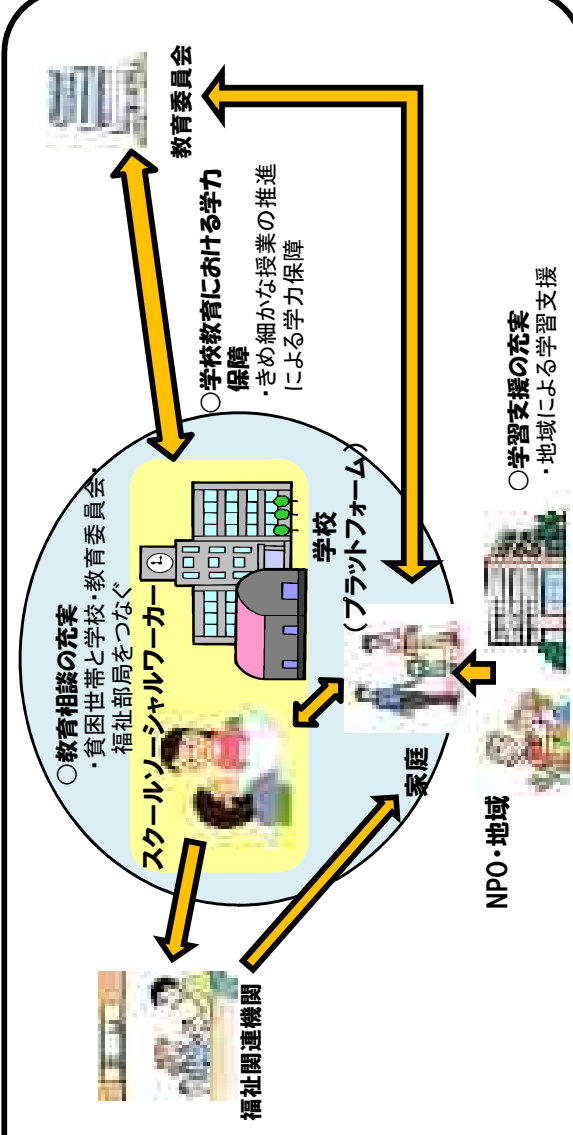 ○教育相談の充実
・貧困世帯と学校・教育委員会・
福祉部局をつなぐ
スクールソーシャルワーカー
学校
（プラットフォーム）
福祉関連機関
家庭
NPO・地域
○学校教育における学力
保障
・きめ細かな授業の推進
による学力保障
教育委員会
○学習支援の充実
・地域による学習支援